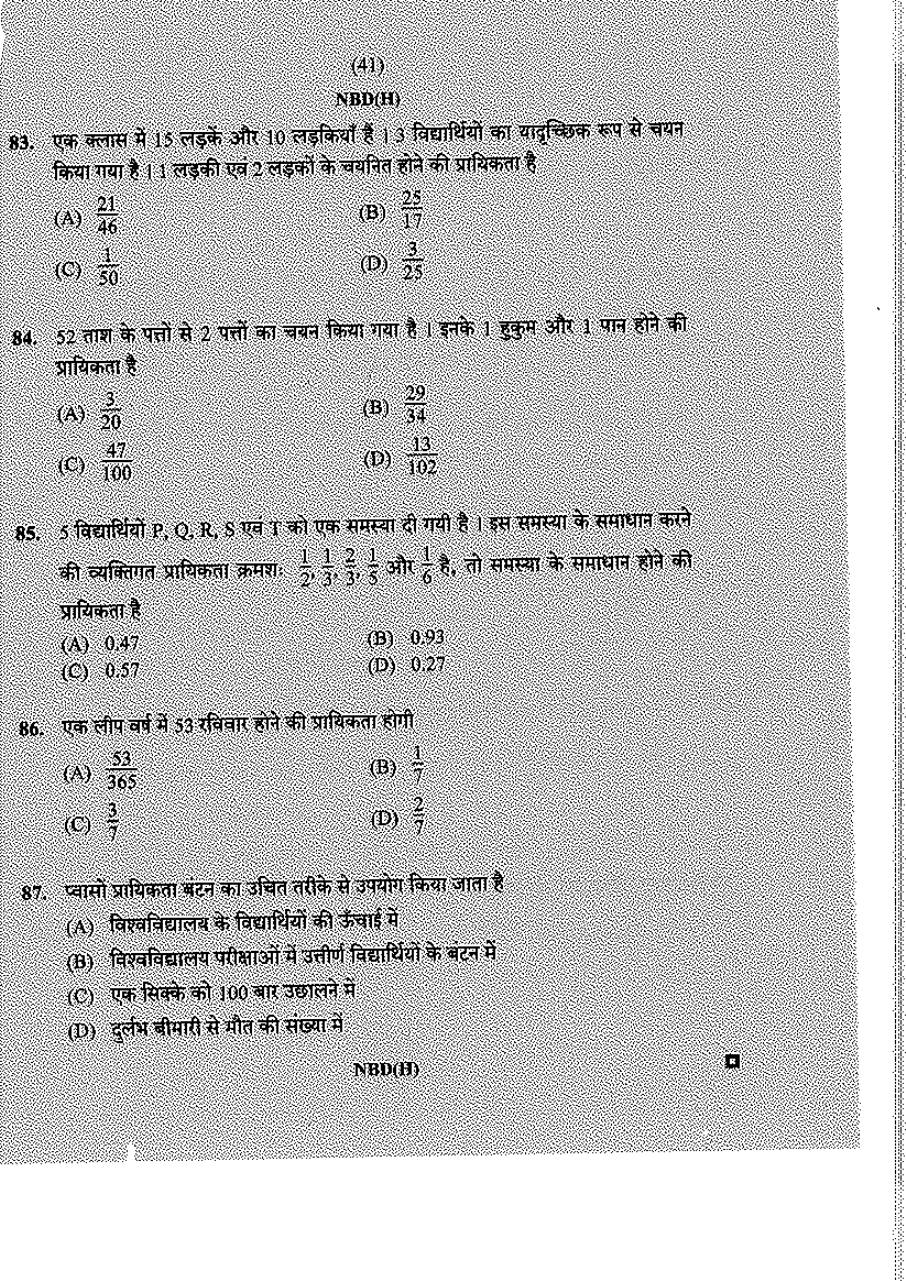 (41)
NBD(H)
83. एक क्लास में 15 लड़के और 10 लड़कियाँ हैं । 3 विद्यार्थियों का यादृच्छिक रूप से चयन
किया गया है । 1 लड़की एवं 2 लड़कों के चयनित होने की प्रायिकता है
(A) 21/46 (B) 25/17
(C) 1/50 (D) 3/25
84. 52 ताश के पत्तों से 2 पत्तों का चयन किया गया है । इनके 1 हुकुम और 1 पान होने की
प्रायिकता है
(A) 3/20 (B) 29/34
(C) 47/100 (D) 13/102
85. 5 विद्यार्थियों P, Q, R, S एवं T को एक समस्या दी गयी है । इस समस्या के समाधान करने
की व्यक्तिगत प्रायिकता क्रमशः 1/2, 1/3, 2/3, 1/5 और 1/6 है, तो समस्या के समाधान होने की
प्रायिकता है
(A) 0.47 (B) 0.93
(C) 0.57 (D) 0.27
86. एक लीप वर्ष में 53 रविवार होने की प्रायिकता होगी
(A) 53/365 (B) 1/7
(C) 3/7 (D) 2/7
87. प्वासों प्रायिकता बंटन का उचित तरीके से उपयोग किया जाता है
(A) विश्वविद्यालय के विद्यार्थियों की ऊँचाई में
(B) विश्वविद्यालय परीक्षाओं में उत्तीर्ण विद्यार्थियों के बंटन में
(C) एक सिक्के को 100 बार उछालने में
(D) दुर्लभ बीमारी से मौत की संख्या में
NBD(H)